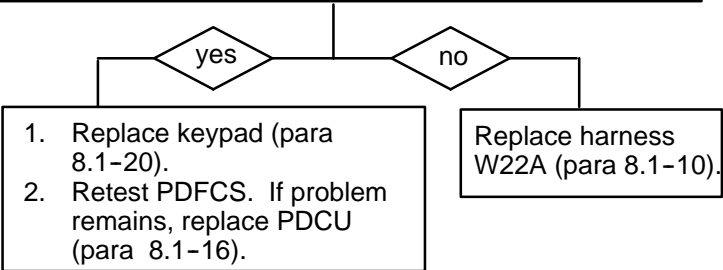 yes
no
1. Replace keypad (para
8.1-20).
2. Retest PDFCS. If problem
remains, replace PDCU
(para 8.1-16).
Replace harness
W22A (para 8.1-10).